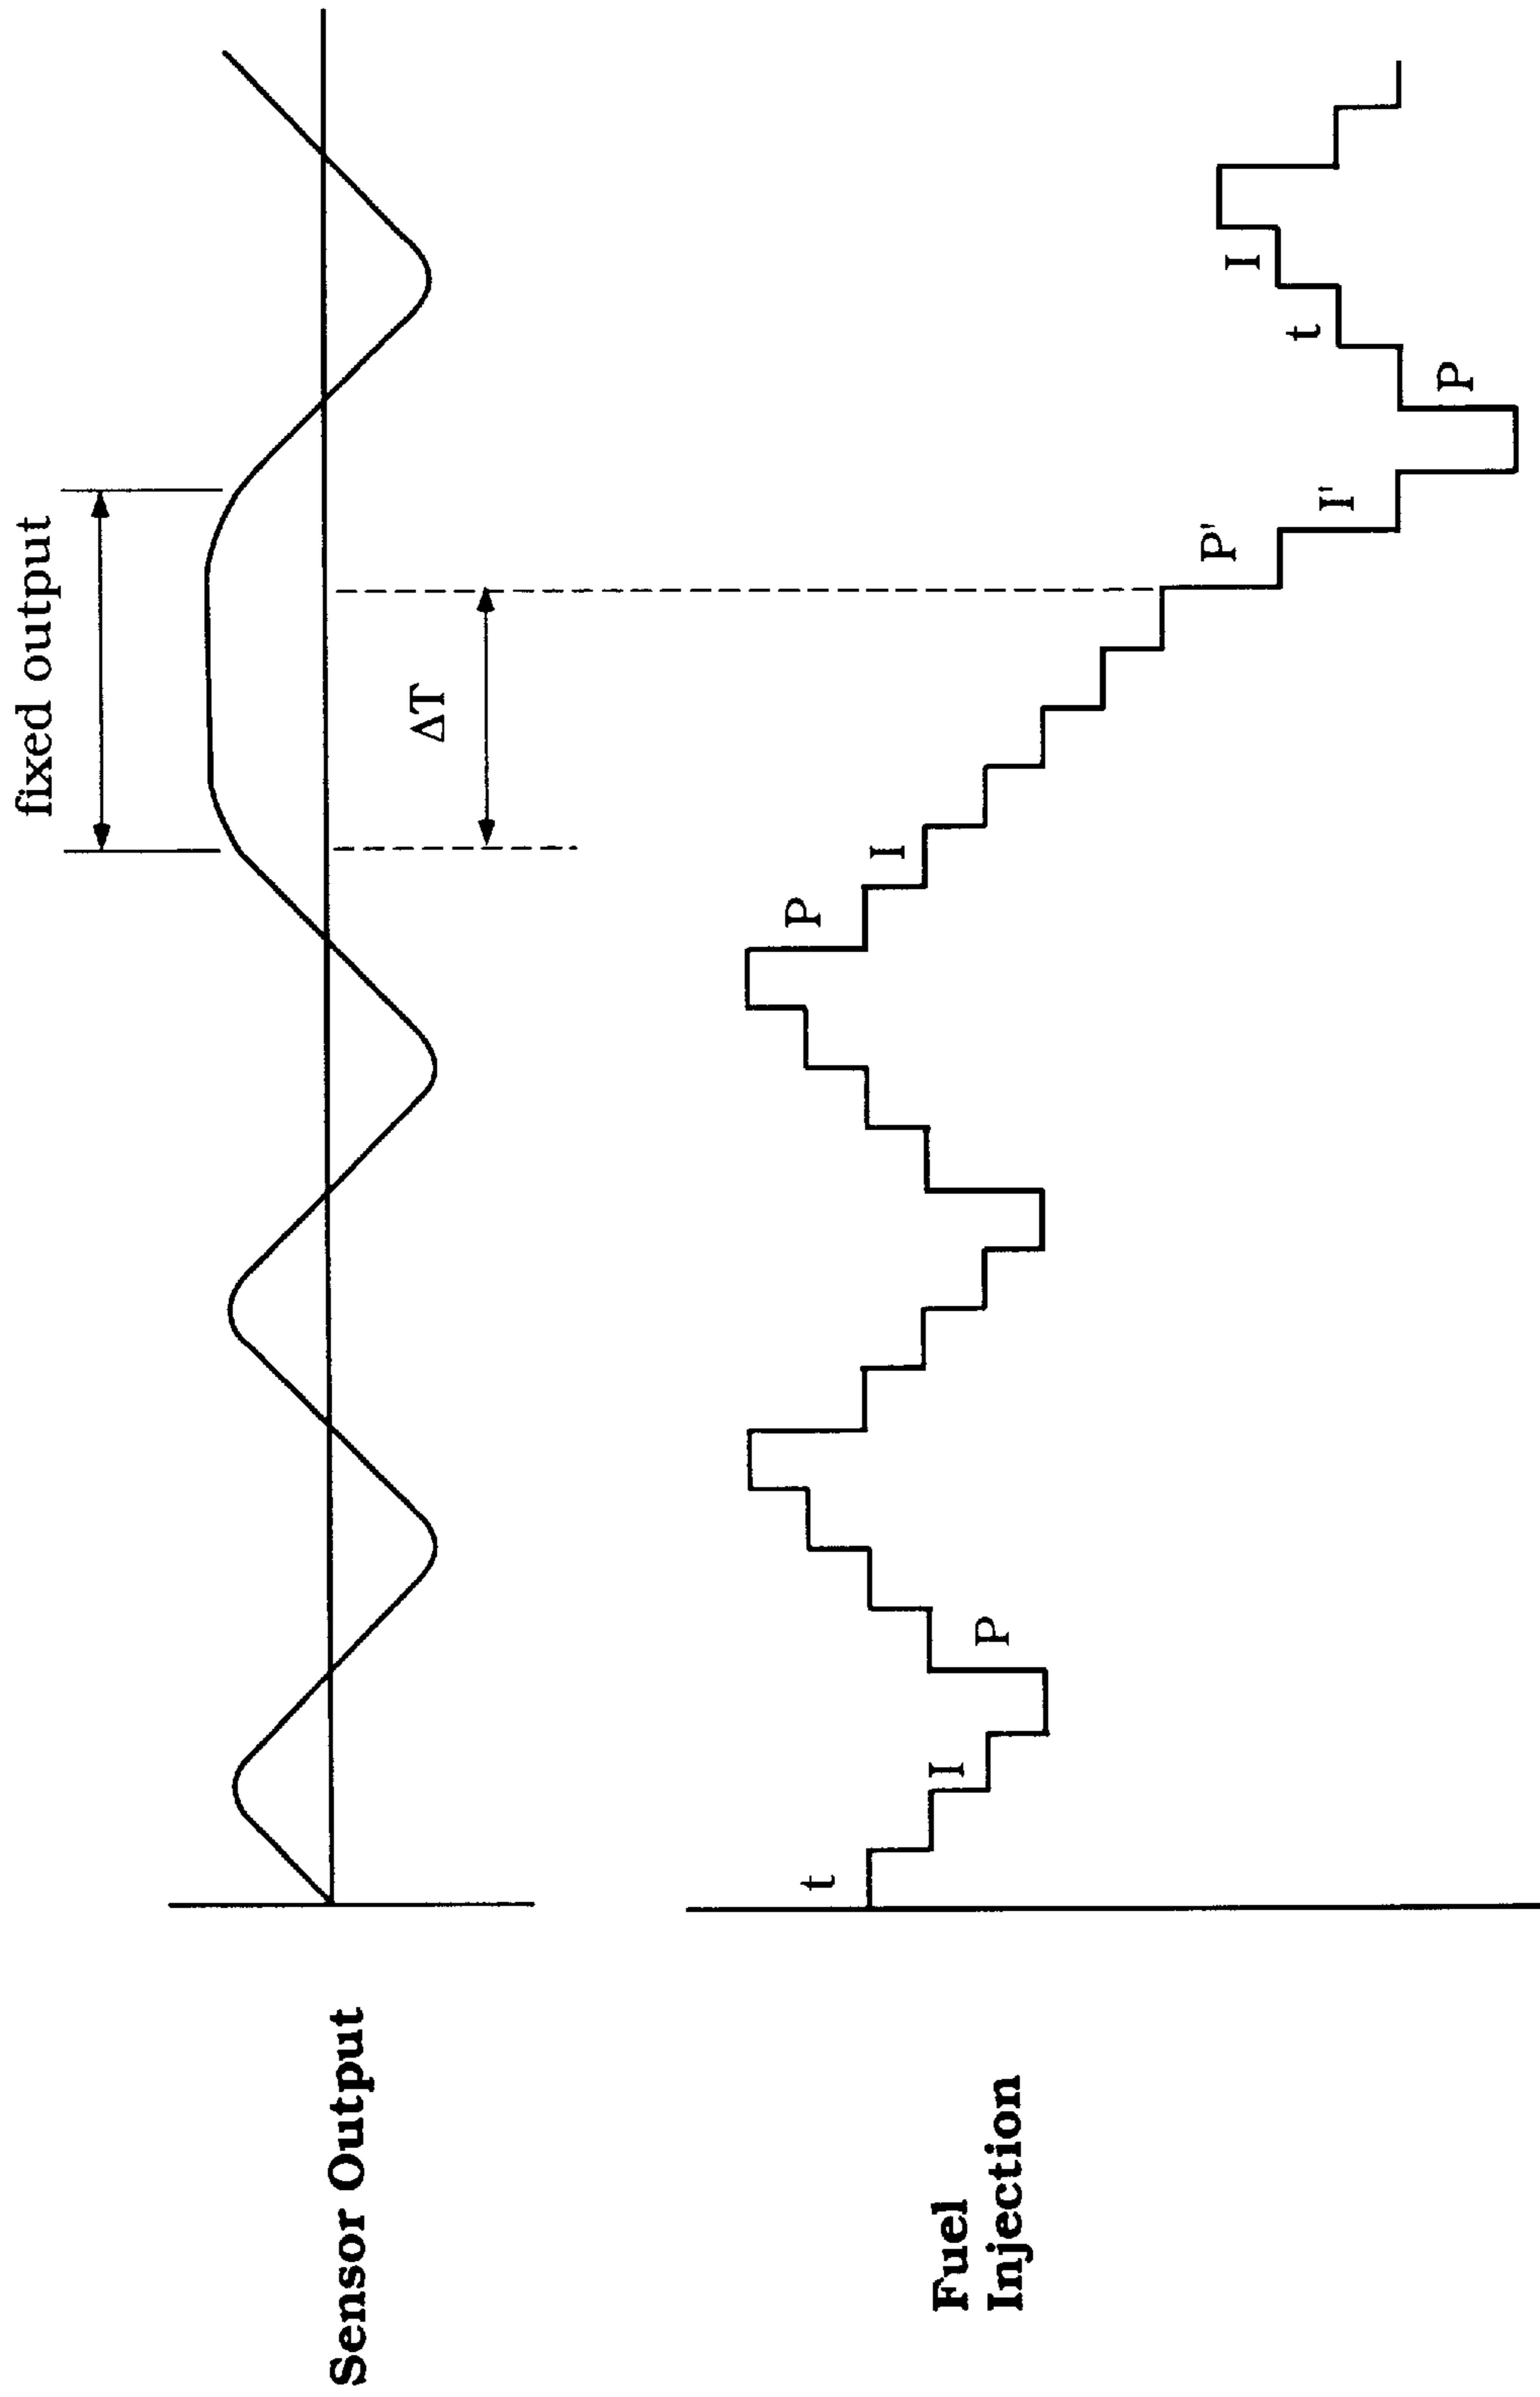 fixed output
ΔT
Sensor Output
t
I
P
P
I
P'
I'
P
t
I
Fuel
Injection